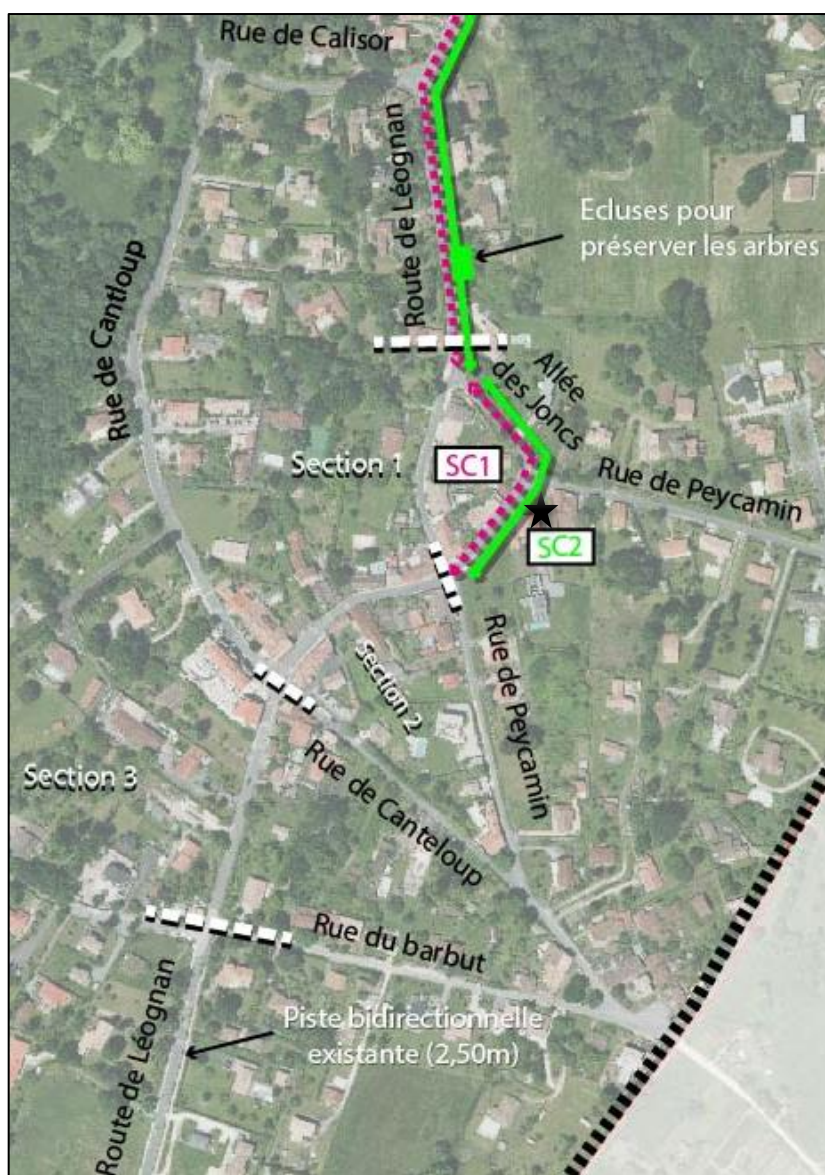 Rue de Calisor
Route de Léognan
Ecluses pour
préserver les arbres
Rue de Cantloup
Allée
des Joncs
Section 1
SC1
Rue de Peycamin
SC2
Rue de Peycamin
Section 2
Section 3
Rue de Canteloup
Rue du barbut
Route de Léognan
Piste bidirectionnelle
existante (2,50m)